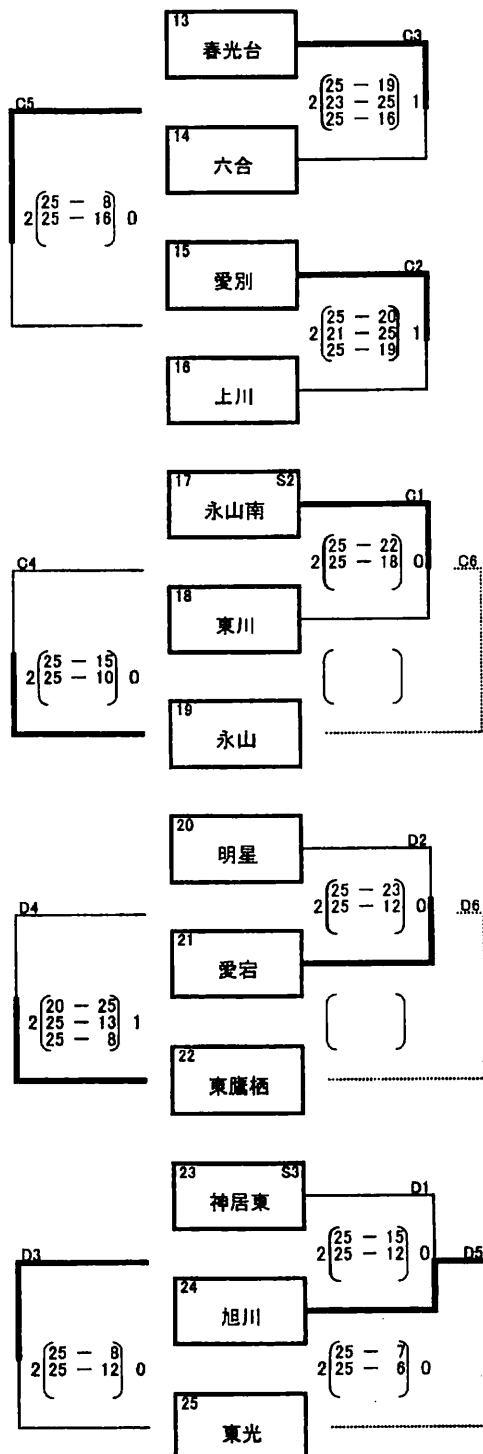 13
春光台
C3
2 25 − 19 1
23 − 25
25 − 16
C5
14
六合
2 25 − 8 0
25 − 16
15
愛別
C2
2 25 − 20 1
21 − 25
25 − 19
16
上川
17 S2
永山南
C1
2 25 − 22 0
25 − 18
C4
C6
18
東川
2 25 − 15 0
25 − 10
19
永山
20
明星
D2
2 25 − 23 0
25 − 12
D4
D6
21
愛宕
2 20 − 25 1
25 − 13
25 − 8
22
東鷹栖
23 S3
神居東
D1
2 25 − 15 0
25 − 12
D3
D5
24
旭川
2 25 − 8 0
25 − 12
2 25 − 7 0
25 − 6
25
東光